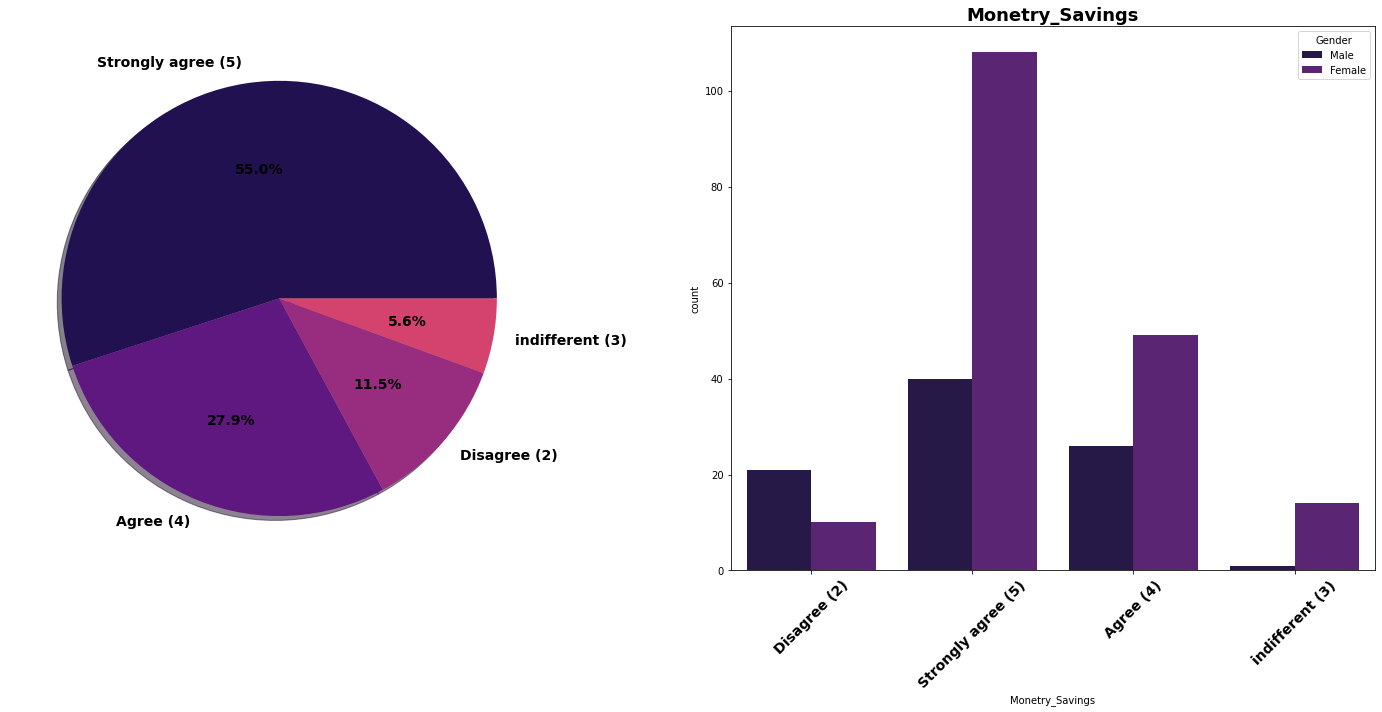 Strongly agree (5)
55.0%
5.6%
indifferent (3)
11.5%
27.9%
Disagree (2)
Agree (4)
Monetry_Savings
Gender
Male
Female
count
100
80
60
40
20
0
Disagree (2)
Strongly agree (5)
Agree (4)
indifferent (3)
Monetry_Savings